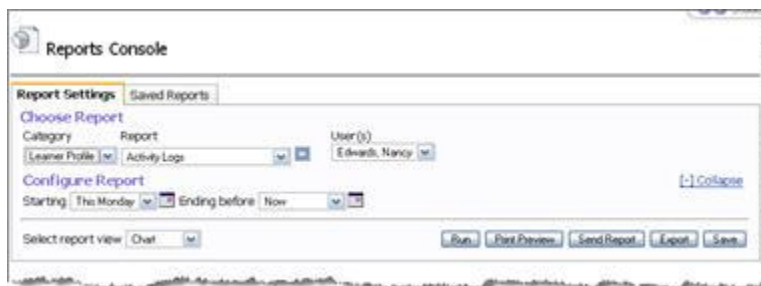 Reports Console
Report Settings Saved Reports
Choose Report
Category Report User(s)
Learner Profile Activity Logs Edwards, Nancy
Configure Report [-] Collapse
Starting This Monday Ending before Now
Select report view Chart Run Print Preview Send Report Export Save